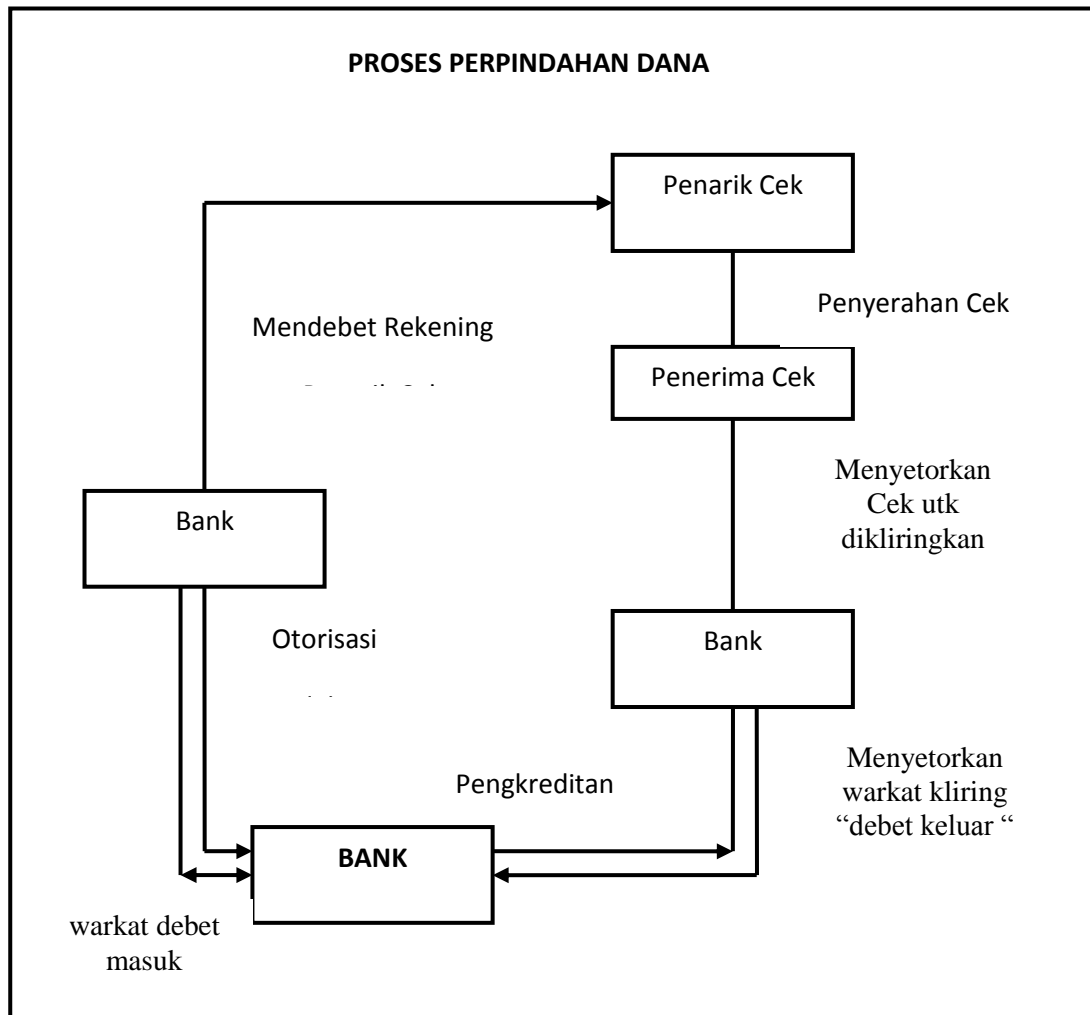 PROSES PERPINDAHAN DANA
Penarik Cek
Penyerahan Cek
Mendebet Rekening
Penerima Cek
Menyetorkan
Cek utk
dikliringkan
Bank
Otorisasi
Bank
Menyetorkan
warkat kliring
“debet keluar “
Pengkreditan
BANK
warkat debet
masuk